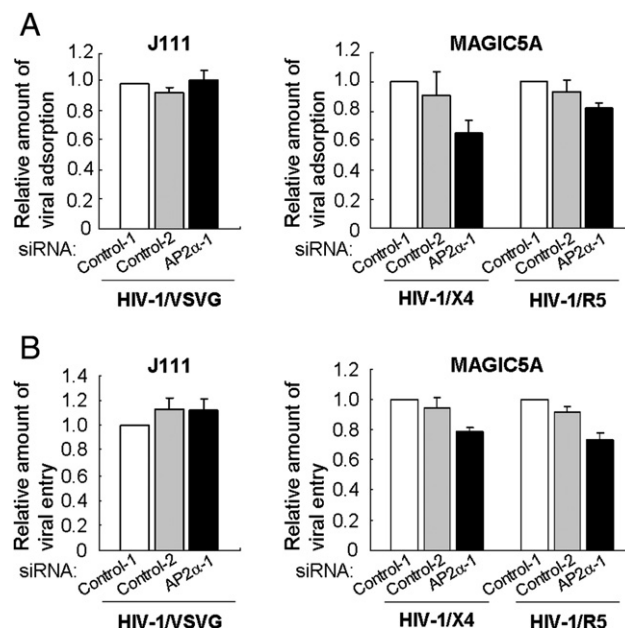 A
J111
MAGIC5A
Relative amount of
viral adsorption
1.2
1.0
0.8
0.6
0.4
0.2
0
siRNA:
Control-1
Control-2
AP2α-1
HIV-1/VSVG
Relative amount of
viral adsorption
1.2
1.0
0.8
0.6
0.4
0.2
0
siRNA:
Control-1
Control-2
AP2α-1
Control-1
Control-2
AP2α-1
HIV-1/X4
HIV-1/R5
B
J111
MAGIC5A
Relative amount of
viral entry
1.4
1.2
1.0
0.8
0.6
0.4
0.2
0
siRNA:
Control-1
Control-2
AP2α-1
HIV-1/VSVG
Relative amount of
viral entry
1.2
1.0
0.8
0.6
0.4
0.2
0
siRNA:
Control-1
Control-2
AP2α-1
Control-1
Control-2
AP2α-1
HIV-1/X4
HIV-1/R5